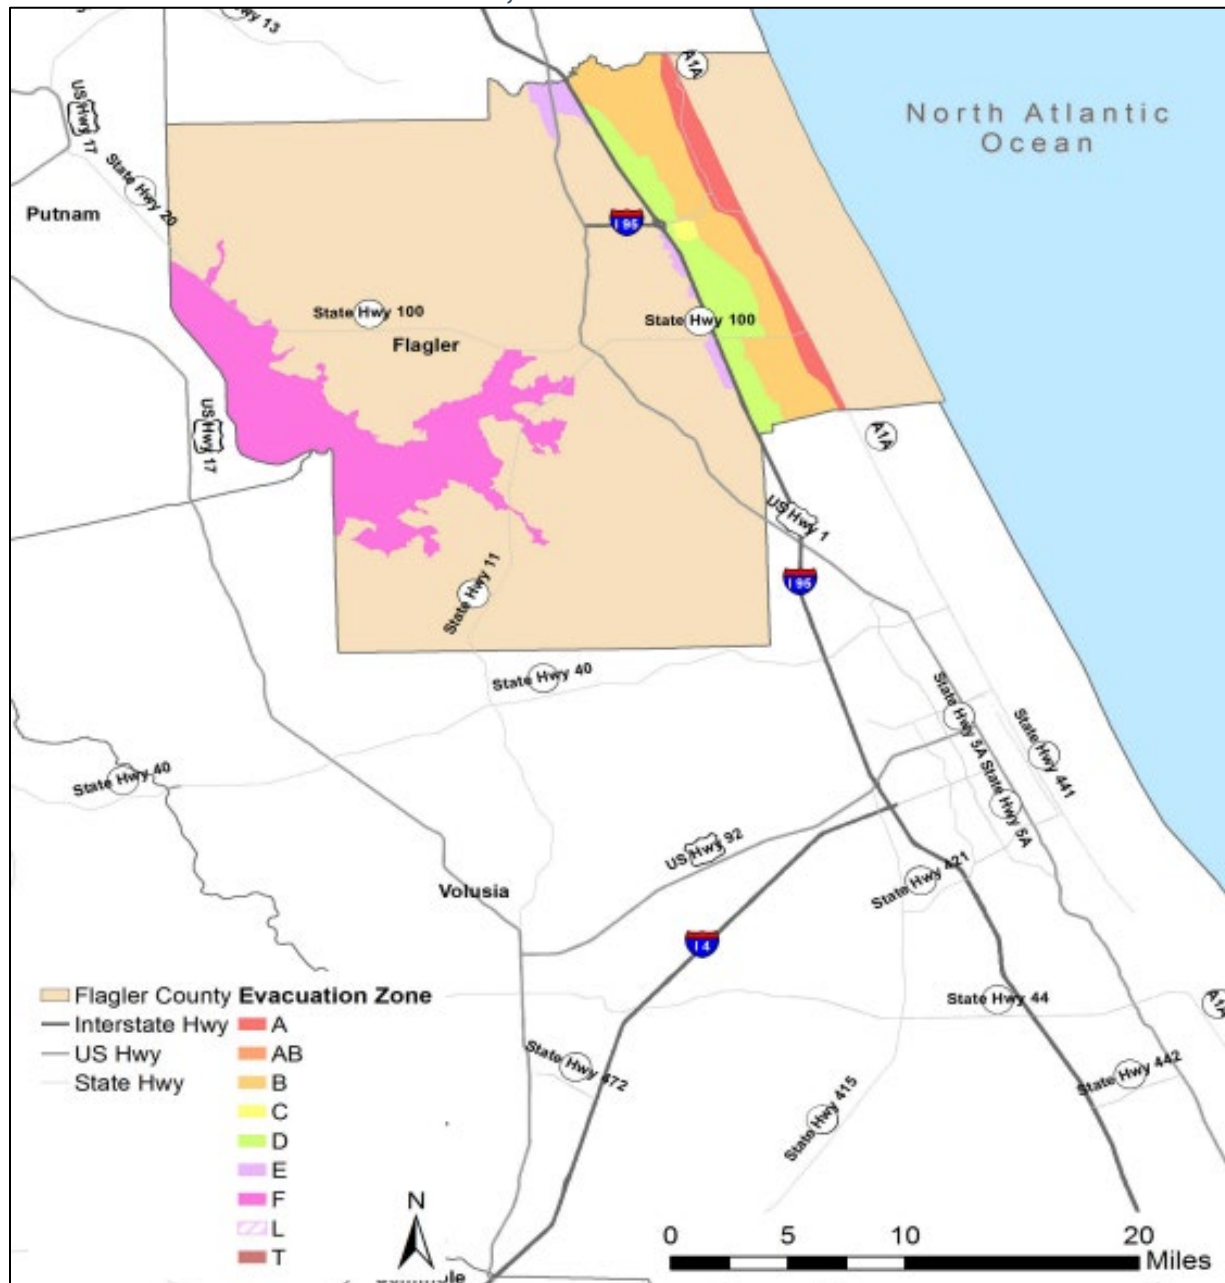 Hwy 13
A1A
North Atlantic
Ocean
US Hwy 17
State Hwy 20
Putnam
I 95
State Hwy 100
State Hwy 100
Flagler
US Hwy 17
A1A
US Hwy 1
I 95
State Hwy 11
State Hwy 40
State Hwy 5A
State Hwy 441
State Hwy 40
State Hwy 5A
US Hwy 92
State Hwy 421
Volusia
I 4
Flagler County
Interstate Hwy
US Hwy
State Hwy
Evacuation Zone
A
AB
B
C
D
E
F
L
T
State Hwy 44
A1A
State Hwy 472
State Hwy 442
State Hwy 415
N
0 5 10 20
Miles